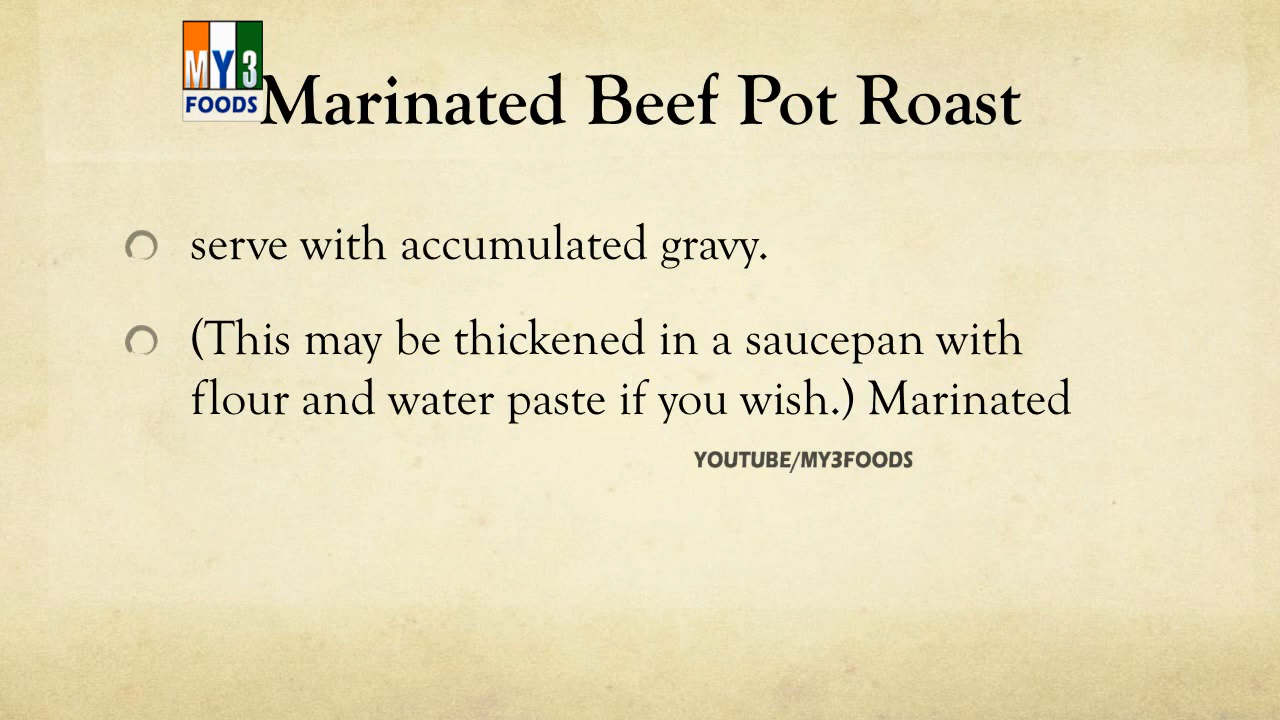 MY3
FOODS
Marinated Beef Pot Roast
serve with accumulated gravy.
(This may be thickened in a saucepan with
flour and water paste if you wish.) Marinated
YOUTUBE/MY3FOODS